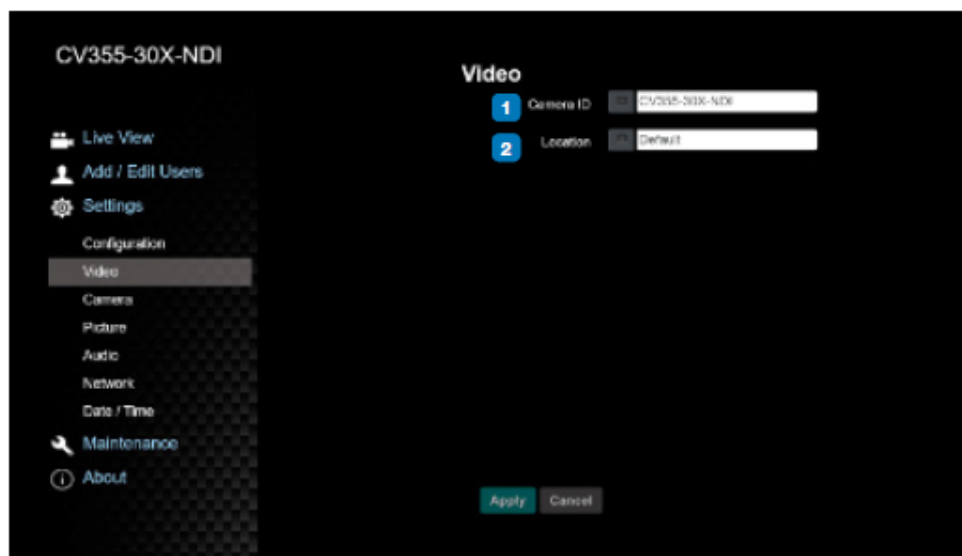 CV355-30X-NDI
Live View
Add / Edit Users
Settings
Configuration
Video
Camera
Picture
Audio
Network
Date / Time
Maintenance
About
Video
1 Camera ID CV355-30X-NDI
2 Location Default
Apply Cancel